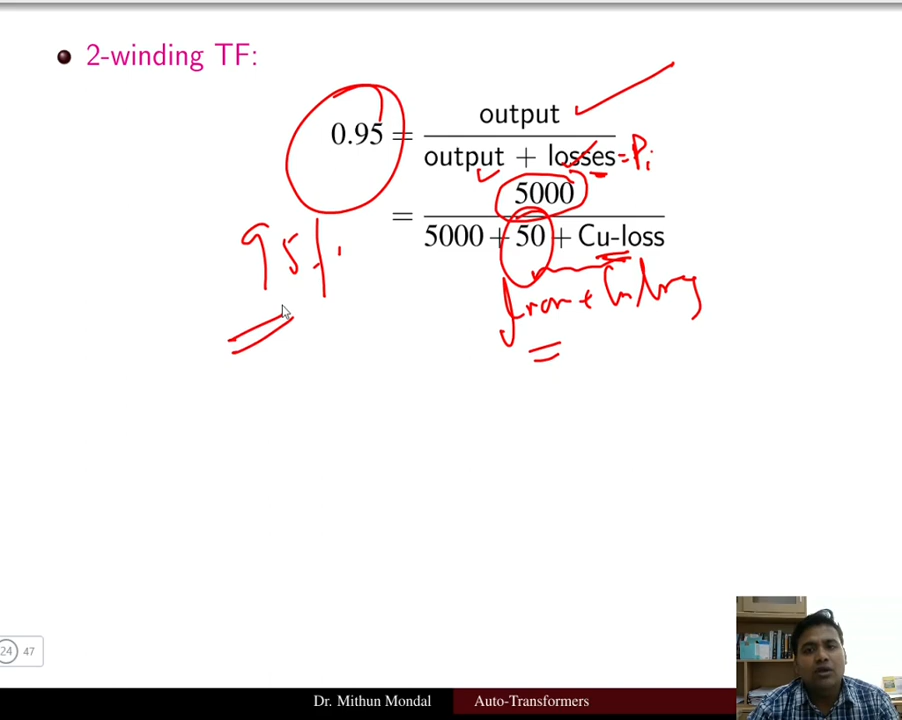 2-winding TF:
output
0.95 =
output + losses = Pi
5000
=
5000 + 50 + Cu-loss
95%
Iron + Cu loss
24 47
Dr. Mithun Mondal Auto-Transformers